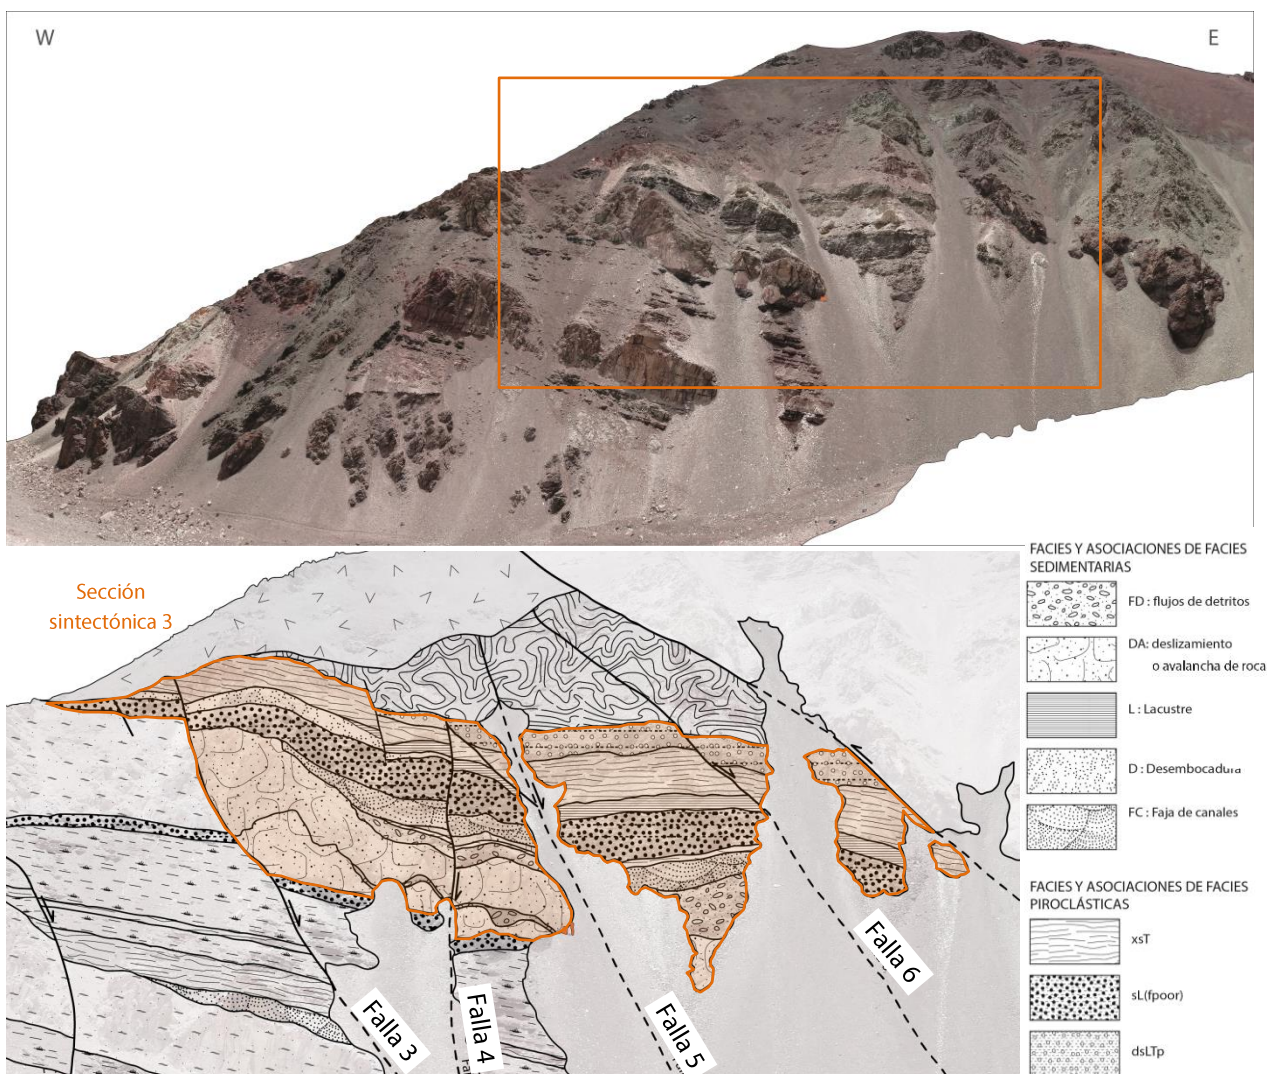 W
E
Sección
sintectónica 3
Falla 3
Falla 4
Falla 5
Falla 6
FACIES Y ASOCIACIONES DE FACIES
SEDIMENTARIAS
FD : flujos de detritos
DA: deslizamiento
o avalancha de roca
L : Lacustre
D : Desembocadura
FC : Faja de canales
FACIES Y ASOCIACIONES DE FACIES
PIROCLÁSTICAS
xsT
sL(fpoor)
dsLTp